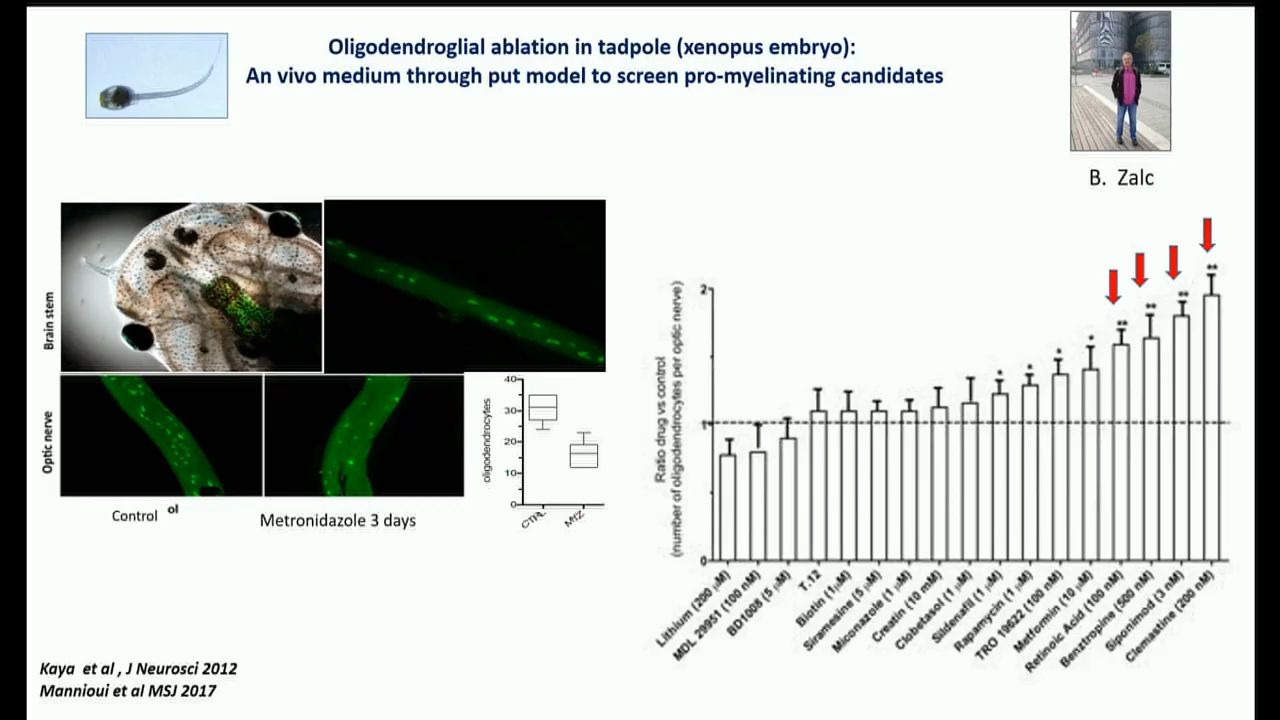 Oligodendroglial ablation in tadpole (xenopus embryo):
An vivo medium through put model to screen pro-myelinating candidates
B. Zalc
Brain stem
Optic nerve
Control
ol
Metronidazole 3 days
oligodendrocytes
40
30
20
10
0
CTRL
MTZ
Ratio drug vs control
(number of oligodendrocytes per optic nerve)
2
1
0
*
*
*
*
**
**
**
**
Lithium (200 µM)
MDL 29951 (100 nM)
BD1008 (5 µM)
T.12
Biotin (1µM)
Siramesine (5 µM)
Miconazole (1 µM)
Creatin (10 mM)
Clobetasol (1 µM)
Sildenafil (1 µM)
Rapamycin (1 µM)
TRO 19622 (100 nM)
Metformin (10 µM)
Retinoic Acid (100 nM)
Benztropine (500 nM)
Siponimod (3 nM)
Clemastine (200 nM)
Kaya et al , J Neurosci 2012
Mannioui et al MSJ 2017